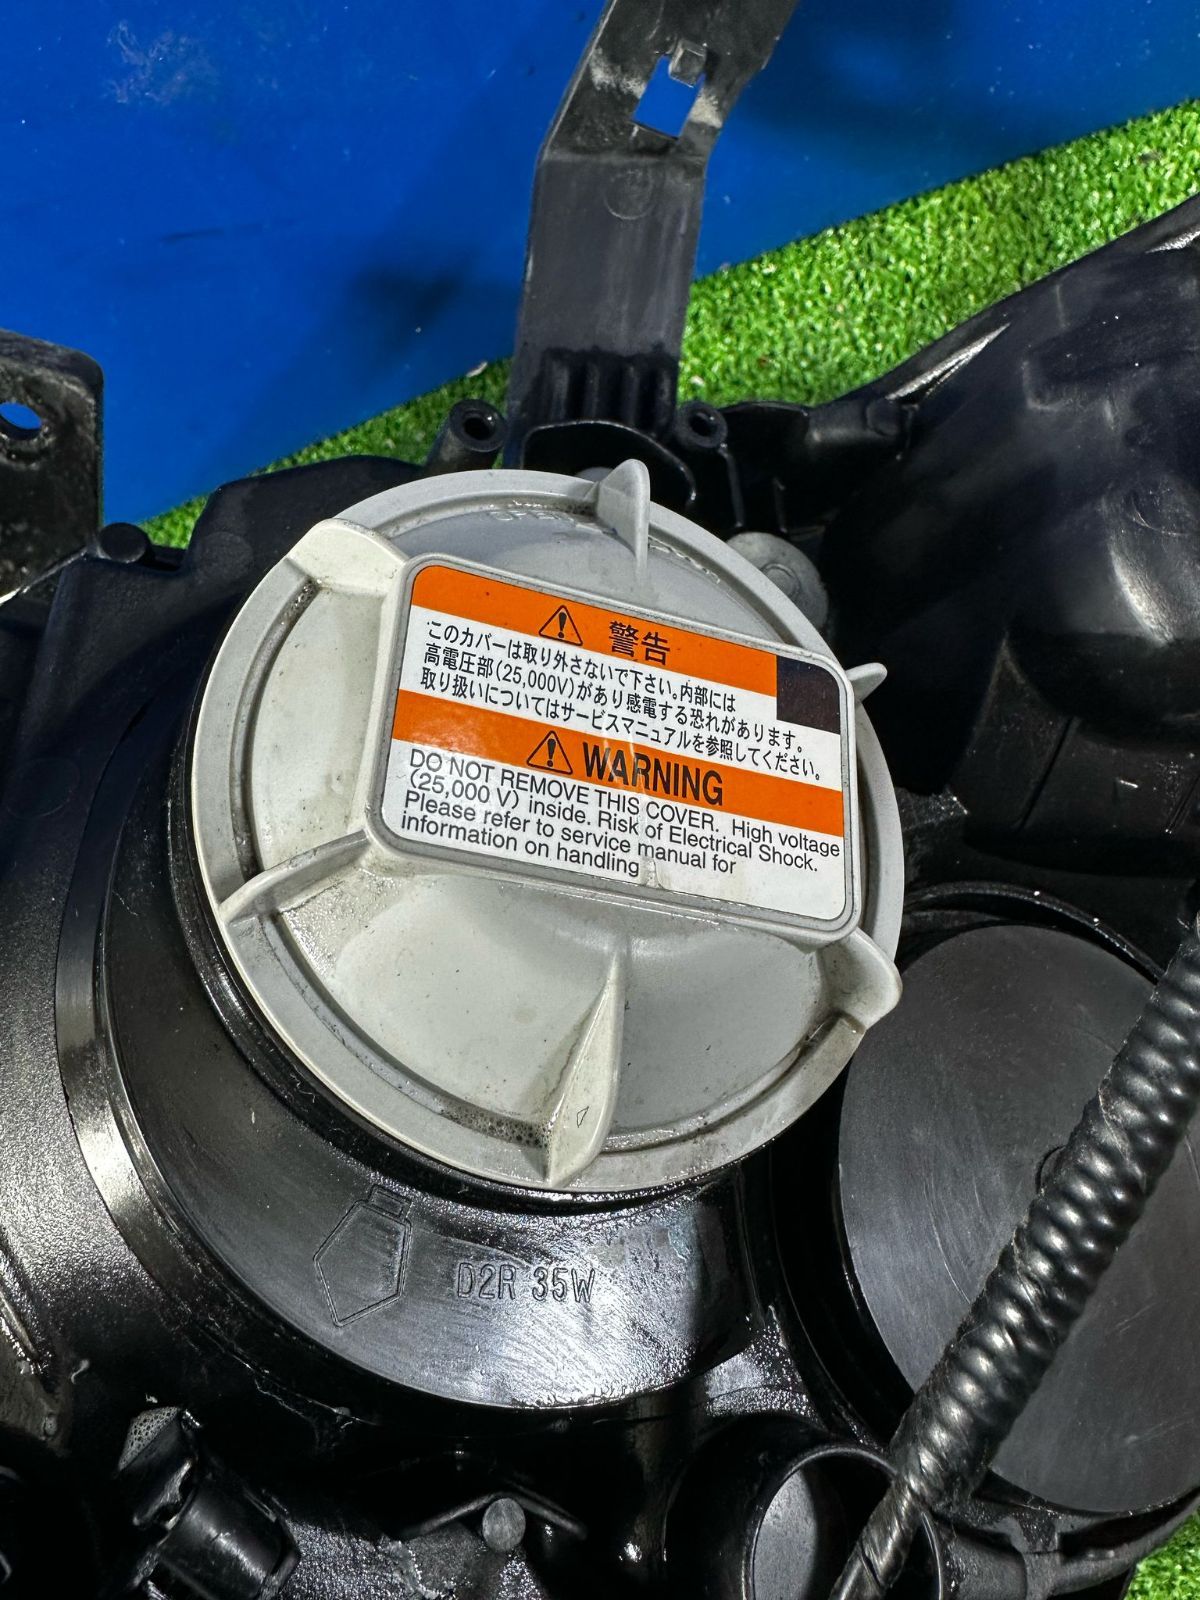 警告
このカバーは取り外さないで下さい。内部には
高電圧部(25,000V)があり感電する恐れがあります。
取り扱いについてはサービスマニュアルを参照してください。
WARNING
DO NOT REMOVE THIS COVER. High voltage
(25,000 V) inside. Risk of Electrical Shock.
Please refer to service manual for
information on handling
D2R 35W